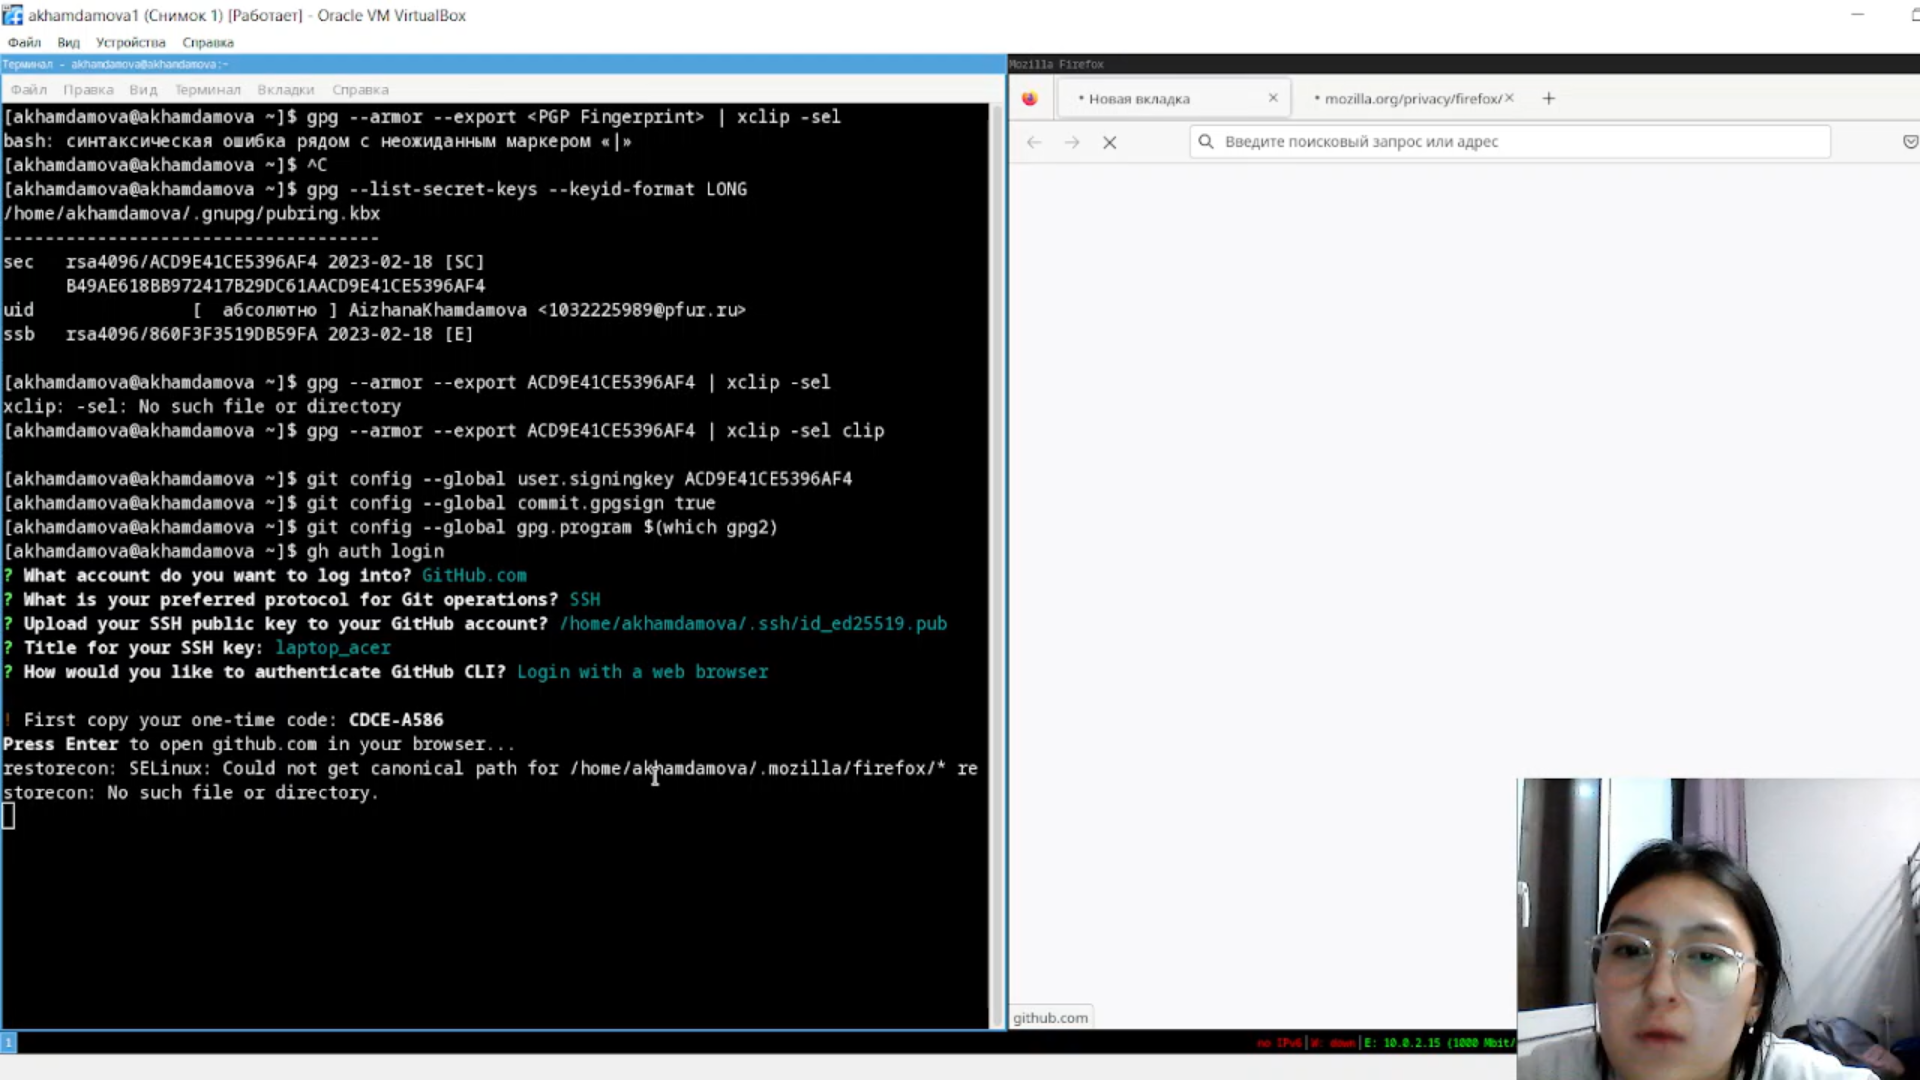 akhamdamova1 (Снимок 1) [Работает] - Oracle VM VirtualBox
Файл Вид Устройства Справка
Терминал - akhamdamova@akhamdamova:~
Файл Правка Вид Терминал Вкладки Справка
[akhamdamova@akhamdamova ~]$ gpg --armor --export <PGP Fingerprint> | xclip -sel
bash: синтаксическая ошибка рядом с неожиданным маркером «|»
[akhamdamova@akhamdamova ~]$ ^C
[akhamdamova@akhamdamova ~]$ gpg --list-secret-keys --keyid-format LONG
/home/akhamdamova/.gnupg/pubring.kbx
------------------------------------
sec rsa4096/ACD9E41CE5396AF4 2023-02-18 [SC]
B49AE618BB972417B29DC61AACD9E41CE5396AF4
uid [ абсолютно ] AizhanaKhamdamova <1032225989@pfur.ru>
ssb rsa4096/860F3F3519DB59FA 2023-02-18 [E]
[akhamdamova@akhamdamova ~]$ gpg --armor --export ACD9E41CE5396AF4 | xclip -sel
xclip: -sel: No such file or directory
[akhamdamova@akhamdamova ~]$ gpg --armor --export ACD9E41CE5396AF4 | xclip -sel clip
[akhamdamova@akhamdamova ~]$ git config --global user.signingkey ACD9E41CE5396AF4
[akhamdamova@akhamdamova ~]$ git config --global commit.gpgsign true
[akhamdamova@akhamdamova ~]$ git config --global gpg.program $(which gpg2)
[akhamdamova@akhamdamova ~]$ gh auth login
? What account do you want to log into? GitHub.com
? What is your preferred protocol for Git operations? SSH
? Upload your SSH public key to your GitHub account? /home/akhamdamova/.ssh/id_ed25519.pub
? Title for your SSH key: laptop_acer
? How would you like to authenticate GitHub CLI? Login with a web browser
! First copy your one-time code: CDCE-A586
Press Enter to open github.com in your browser...
restorecon: SELinux: Could not get canonical path for /home/akhamdamova/.mozilla/firefox/* re
storecon: No such file or directory.
1
Mozilla Firefox
* Новая вкладка
* mozilla.org/privacy/firefox/
Введите поисковый запрос или адрес
github.com
no IPv6|W: down|E: 10.0.2.15 (1000 Mbit/